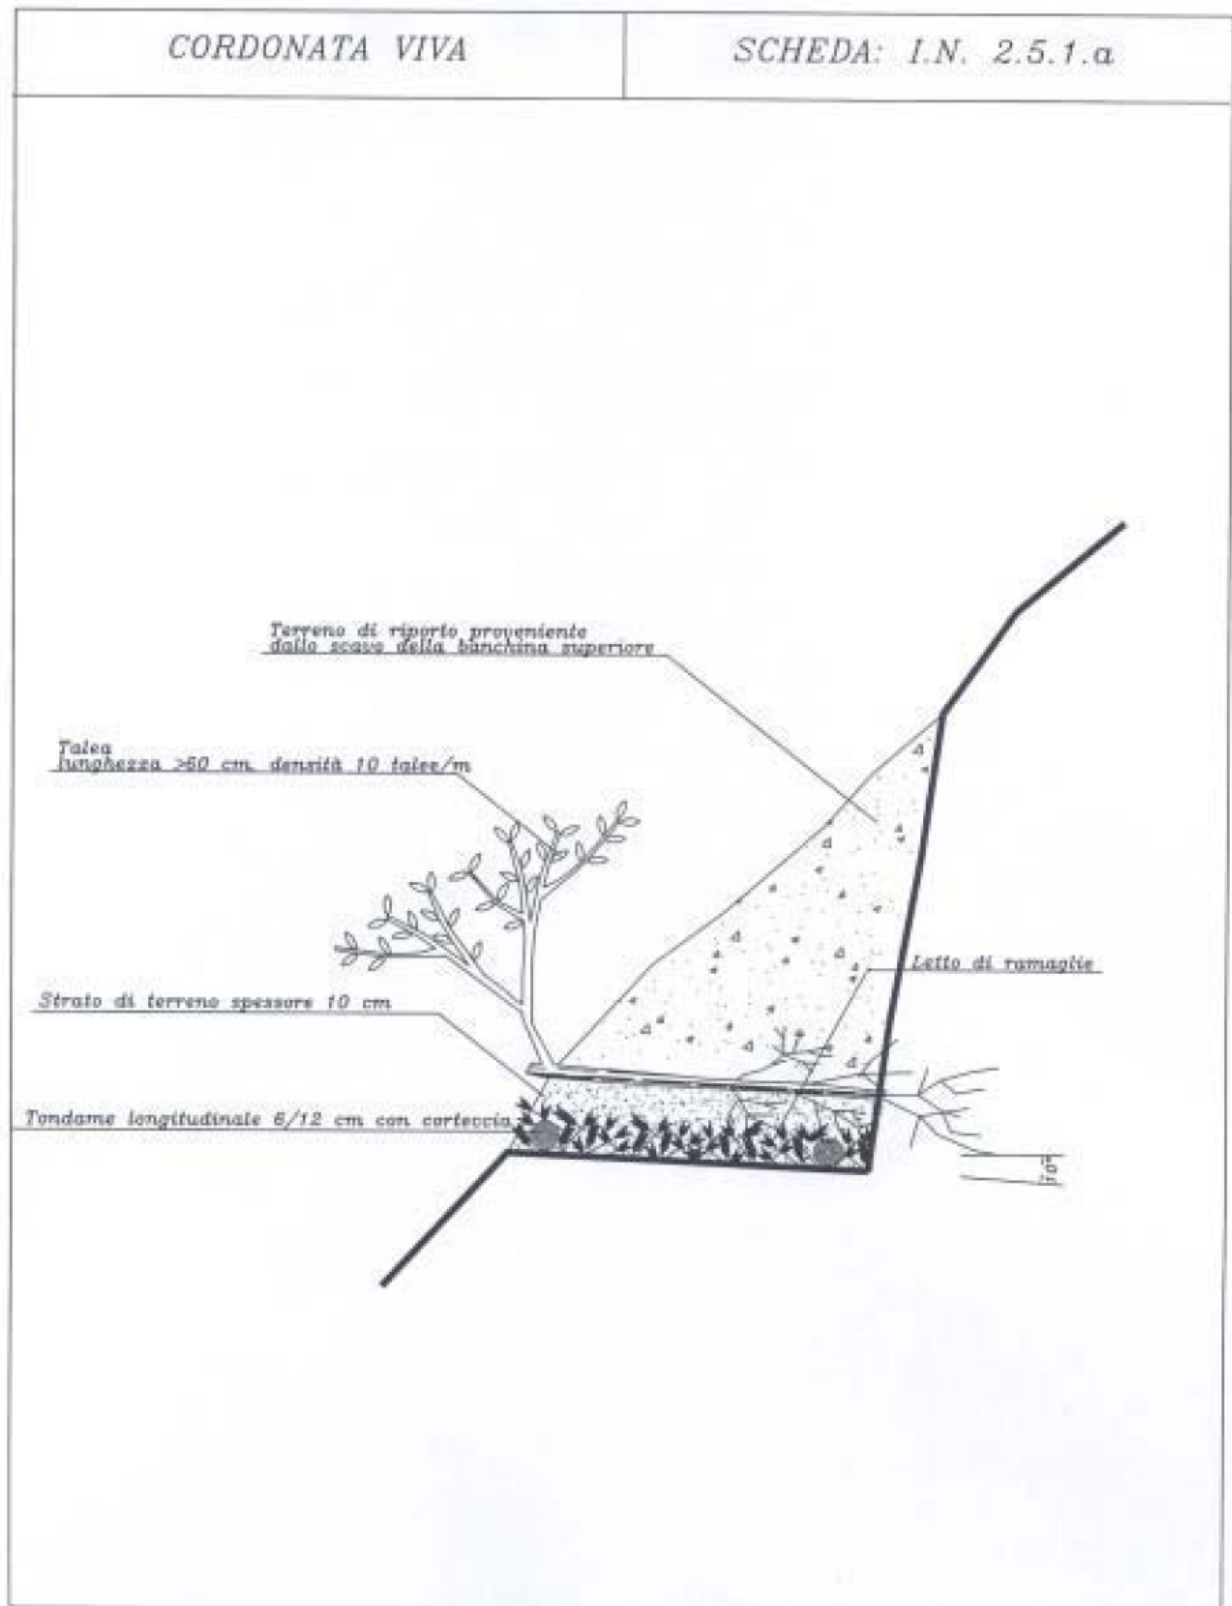 CORDONATA VIVA
SCHEDA: I.N. 2.5.1.a
Terreno di riporto proveniente
dallo scavo della banchina superiore
Talea
lunghezza >60 cm. densità 10 talee/m
Letto di ramaglie
Strato di terreno spessore 10 cm
Tondame longitudinale 6/12 cm con corteccia
10°